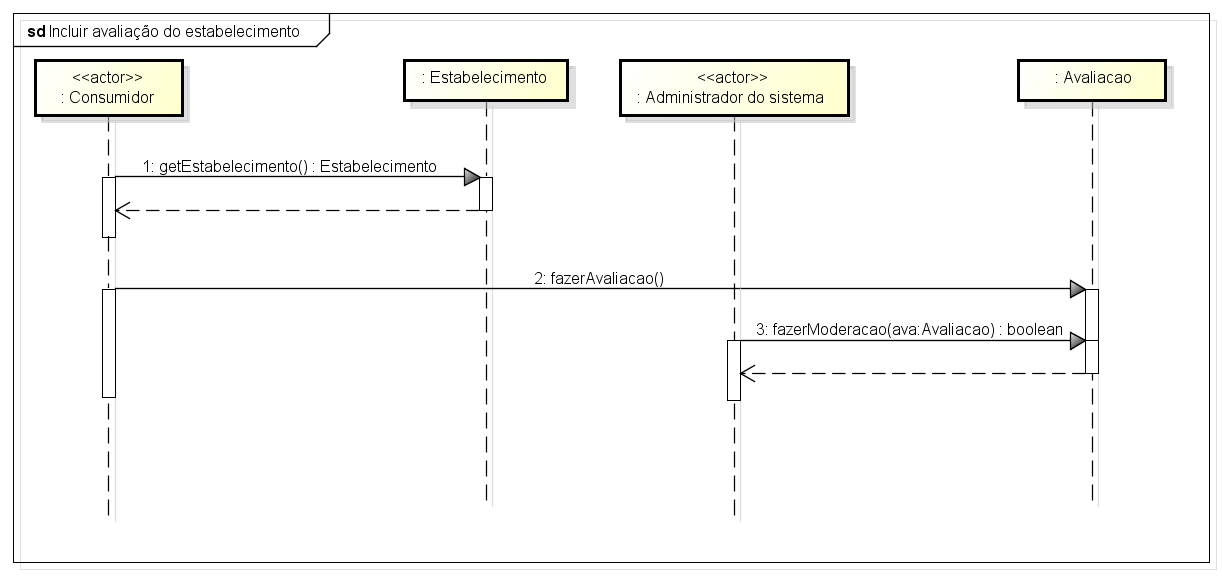 sd Incluir avaliação do estabelecimento
<<actor>>
: Consumidor
: Estabelecimento
<<actor>>
: Administrador do sistema
: Avaliacao
1: getEstabelecimento() : Estabelecimento
2: fazerAvaliacao()
3: fazerModeracao(ava:Avaliacao) : boolean